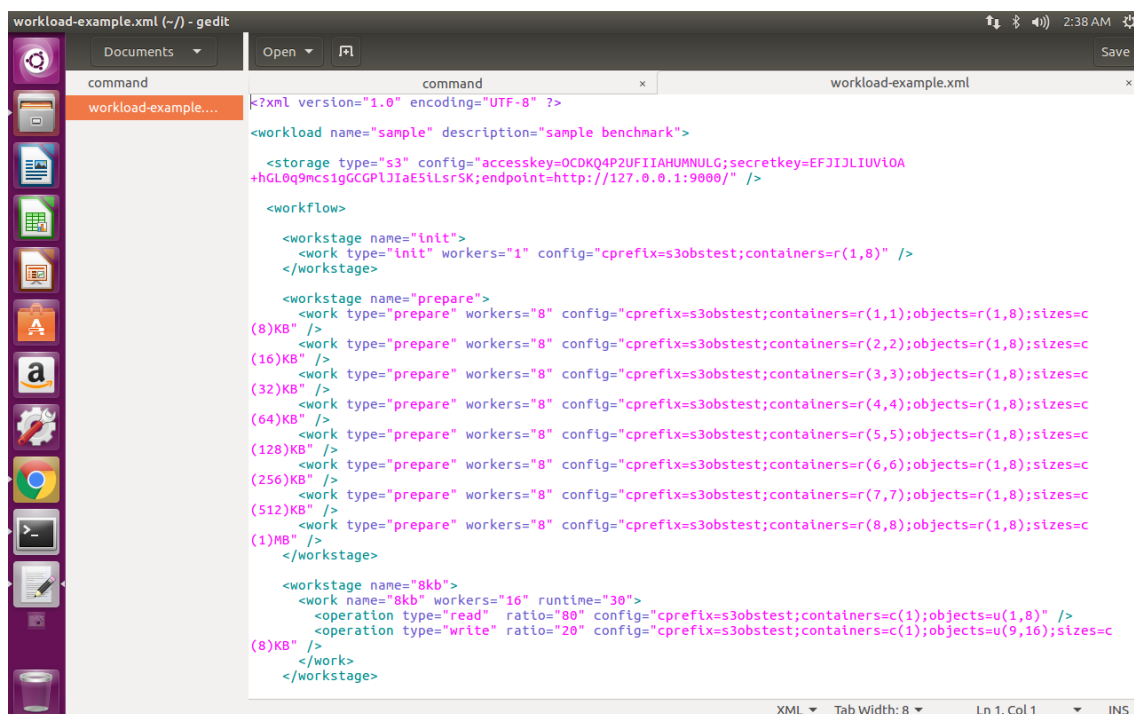 workload-example.xml (~/) - gedit
2:38 AM
Documents
Open
Save
command
command ×
workload-example.xml ×
workload-example....
<?xml version="1.0" encoding="UTF-8" ?>
<workload name="sample" description="sample benchmark">
<storage type="s3" config="accesskey=OCDKQ4P2UFIIAHUMNULG;secretkey=EFJIJLIUViOA
+hGL0q9mcs1gGCGPlJIaE5iLsrSK;endpoint=http://127.0.0.1:9000/" />
<workflow>
<workstage name="init">
<work type="init" workers="1" config="cprefix=s3obstest;containers=r(1,8)" />
</workstage>
<workstage name="prepare">
<work type="prepare" workers="8" config="cprefix=s3obstest;containers=r(1,1);objects=r(1,8);sizes=c
(8)KB" />
<work type="prepare" workers="8" config="cprefix=s3obstest;containers=r(2,2);objects=r(1,8);sizes=c
(16)KB" />
<work type="prepare" workers="8" config="cprefix=s3obstest;containers=r(3,3);objects=r(1,8);sizes=c
(32)KB" />
<work type="prepare" workers="8" config="cprefix=s3obstest;containers=r(4,4);objects=r(1,8);sizes=c
(64)KB" />
<work type="prepare" workers="8" config="cprefix=s3obstest;containers=r(5,5);objects=r(1,8);sizes=c
(128)KB" />
<work type="prepare" workers="8" config="cprefix=s3obstest;containers=r(6,6);objects=r(1,8);sizes=c
(256)KB" />
<work type="prepare" workers="8" config="cprefix=s3obstest;containers=r(7,7);objects=r(1,8);sizes=c
(512)KB" />
<work type="prepare" workers="8" config="cprefix=s3obstest;containers=r(8,8);objects=r(1,8);sizes=c
(1)MB" />
</workstage>
<workstage name="8kb">
<work name="8kb" workers="16" runtime="30">
<operation type="read" ratio="80" config="cprefix=s3obstest;containers=c(1);objects=u(1,8)" />
<operation type="write" ratio="20" config="cprefix=s3obstest;containers=c(1);objects=u(9,16);sizes=c
(8)KB" />
</work>
</workstage>
XML Tab Width: 8 Ln 1, Col 1 INS